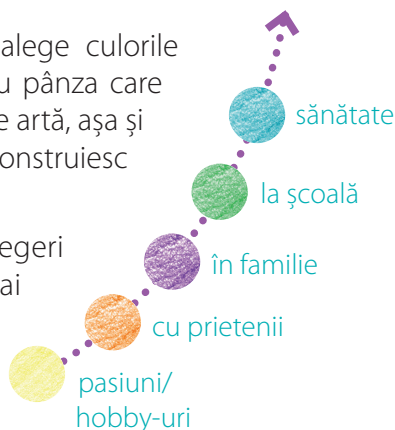 alege culorile
u pânza care
e artă, așa și
onstruiesc
egeri
ai
sănătate
la școală
în familie
cu prietenii
pasiuni/
hobby-uri